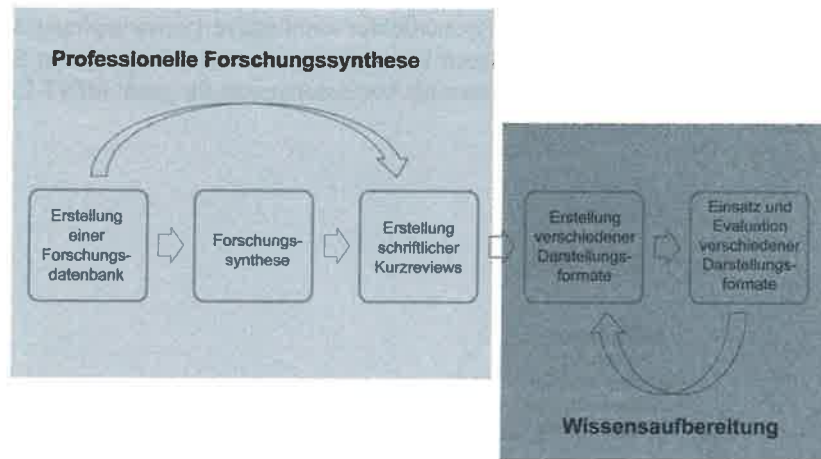 Professionelle Forschungssynthese
Erstellung
einer
Forschungs-
datenbank
Forschungs-
synthese
Erstellung
schriftlicher
Kurzreviews
Erstellung
verschiedener
Darstellungs-
formate
Einsatz und
Evaluation
verschiedener
Darstellungs-
formate
Wissensaufbereitung